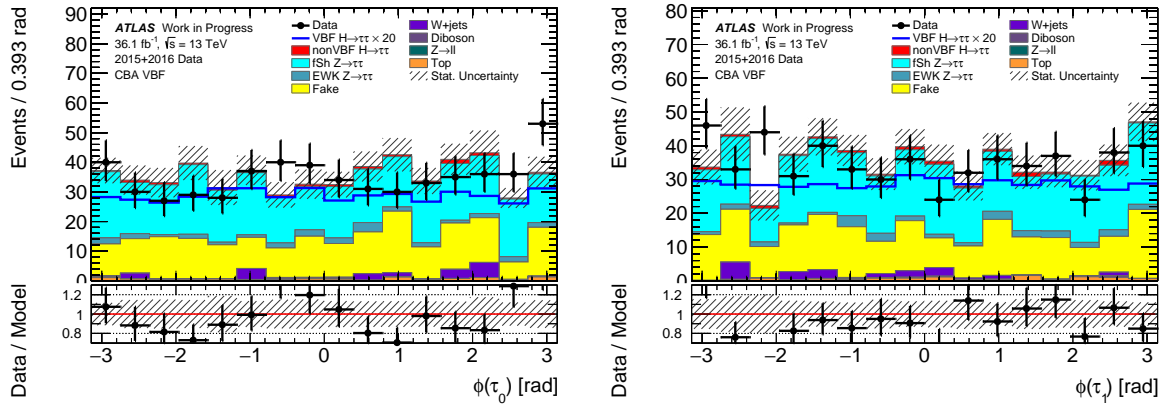 Events / 0.393 rad
90
80
70
60
50
40
30
20
10
0
ATLAS Work in Progress
36.1 fb⁻¹, √s = 13 TeV
2015+2016 Data
CBA VBF
Data
VBF H→ττ × 20
nonVBF H→ττ
fSh Z→ττ
EWK Z→ττ
Fake
W+jets
Diboson
Z→ll
Top
Stat. Uncertainty
Data / Model
1.2
1
0.8
−3 −2 −1 0 1 2 3
ϕ(τ₀) [rad]
Events / 0.393 rad
80
70
60
50
40
30
20
10
0
ATLAS Work in Progress
36.1 fb⁻¹, √s = 13 TeV
2015+2016 Data
CBA VBF
Data
VBF H→ττ × 20
nonVBF H→ττ
fSh Z→ττ
EWK Z→ττ
Fake
W+jets
Diboson
Z→ll
Top
Stat. Uncertainty
Data / Model
1.2
1
0.8
−3 −2 −1 0 1 2 3
ϕ(τ₁) [rad]